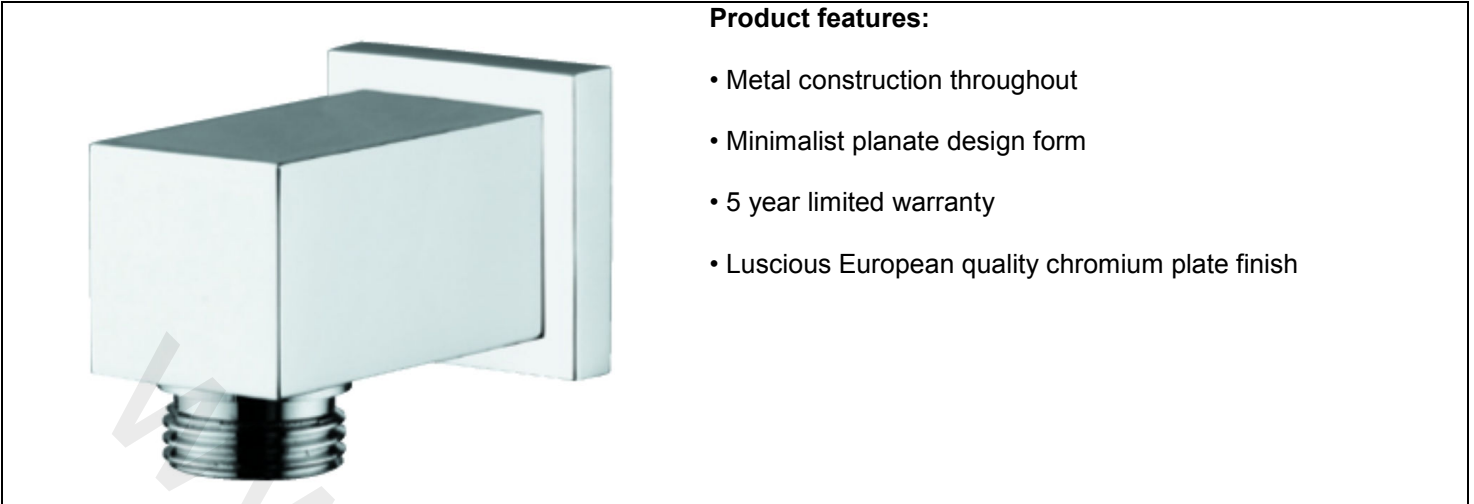 Product features:
• Metal construction throughout
• Minimalist planate design form
• 5 year limited warranty
• Luscious European quality chromium plate finish